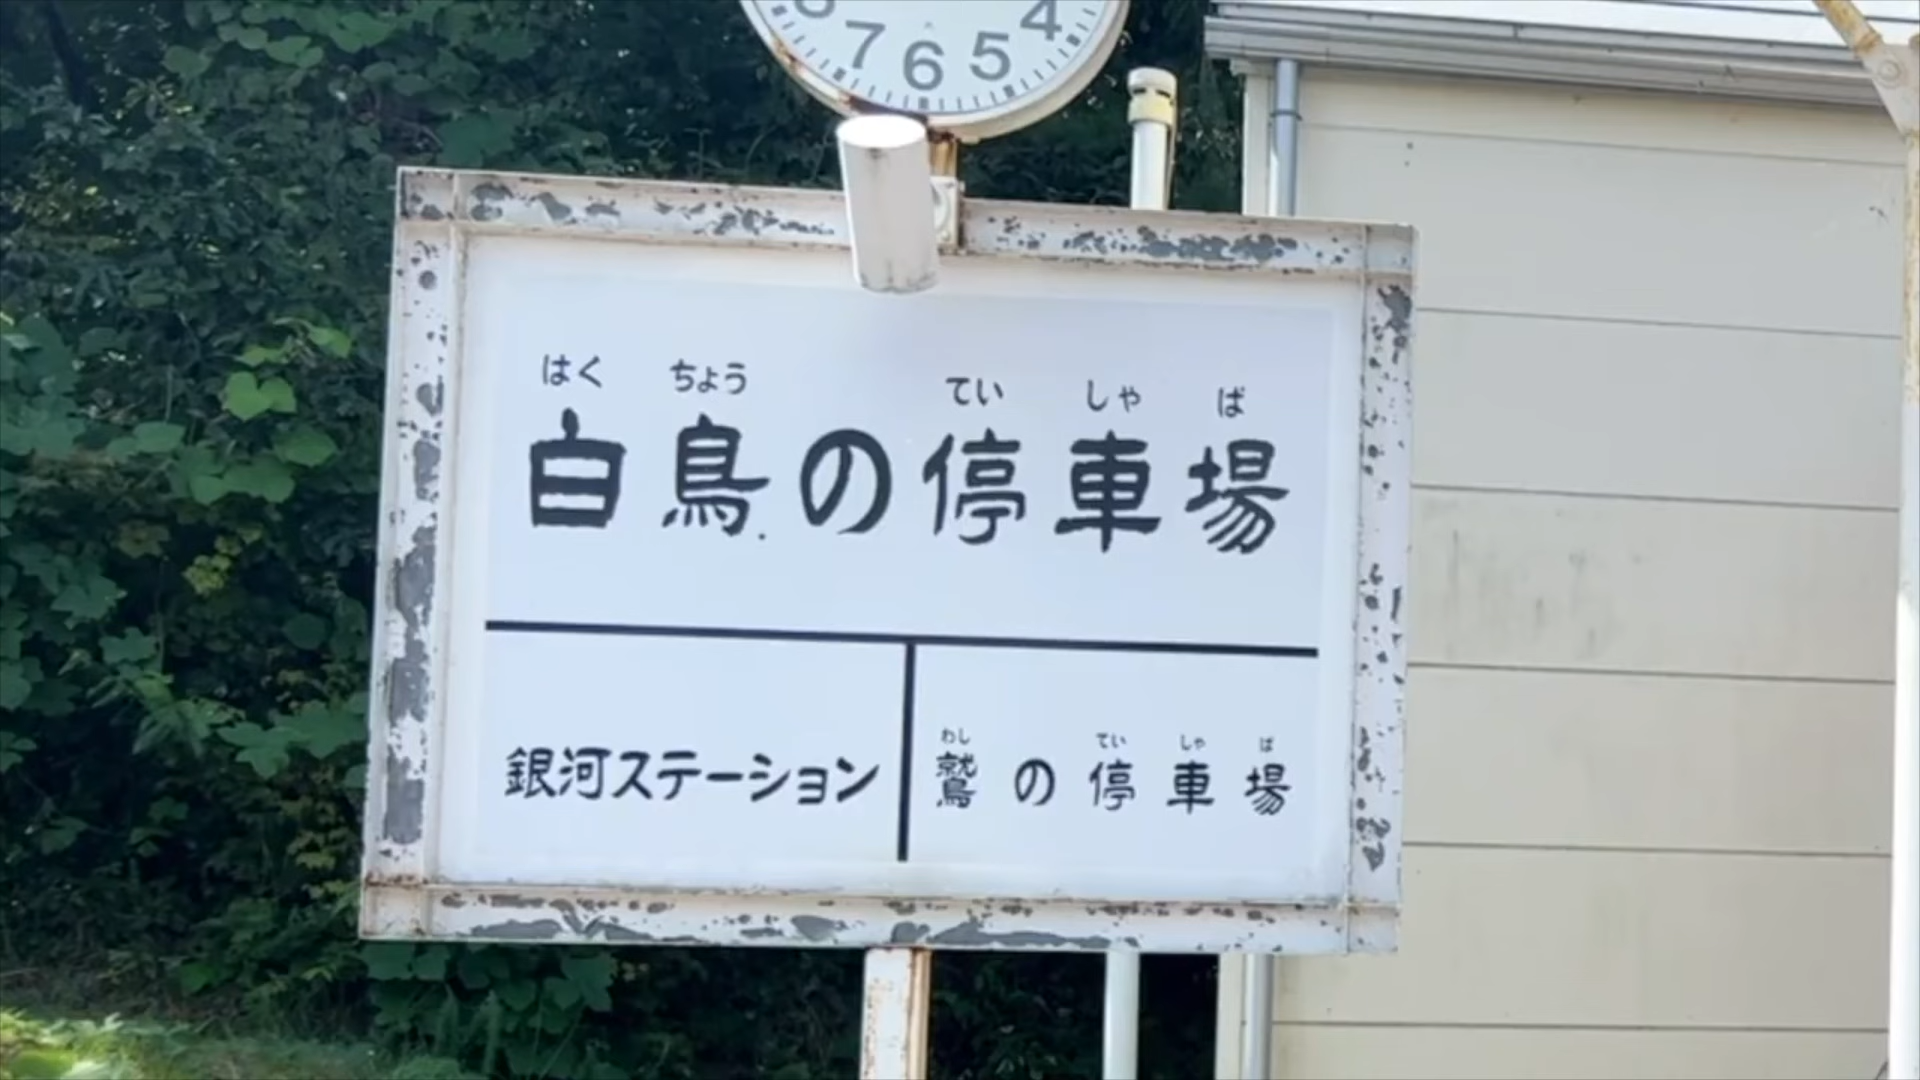 8 7 6 5 4
はく ちょう てい しゃ ば
白鳥の停車場
銀河ステーション
わし てい しゃ ば
鷲の停車場